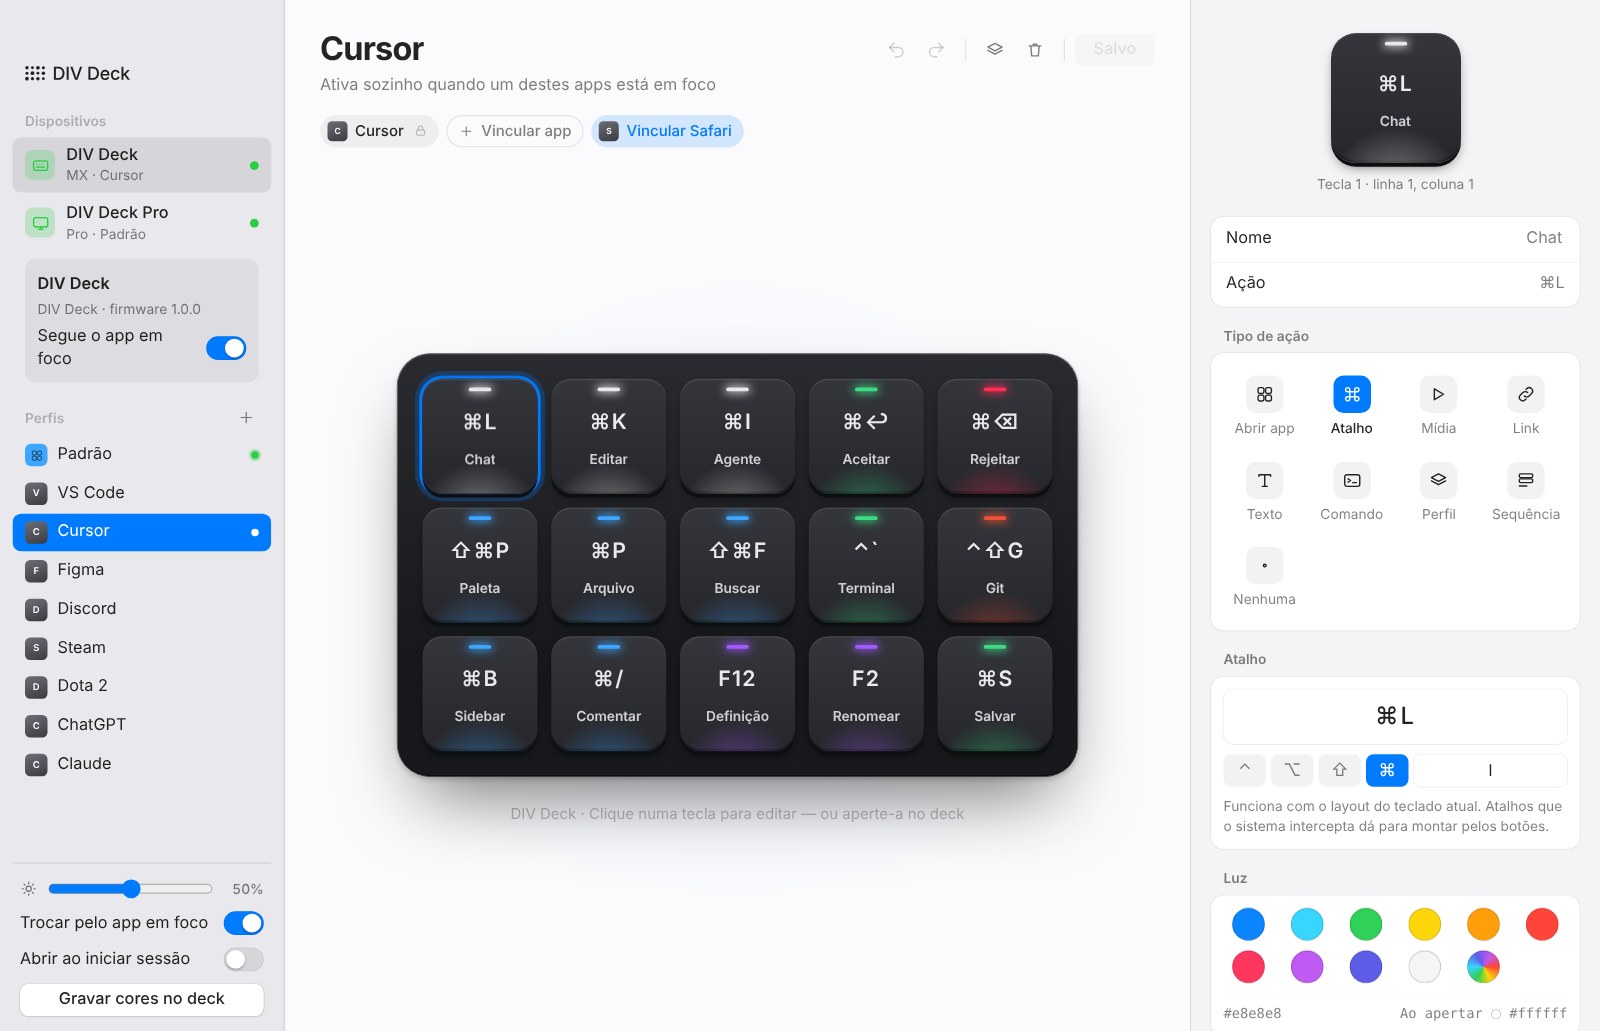 DIV Deck
Dispositivos
DIV Deck
MX · Cursor
DIV Deck Pro
Pro · Padrão
DIV Deck
DIV Deck · firmware 1.0.0
Segue o app em
foco
Perfis
Padrão
V VS Code
C Cursor
F Figma
D Discord
S Steam
D Dota 2
C ChatGPT
C Claude
50%
Trocar pelo app em foco
Abrir ao iniciar sessão
Gravar cores no deck
Cursor
Salvo
Ativa sozinho quando um destes apps está em foco
C Cursor
+ Vincular app
S Vincular Safari
⌘L ⌘K ⌘I ⌘↩ ⌘⌫
Chat Editar Agente Aceitar Rejeitar
⇧⌘P ⌘P ⇧⌘F ^` ^⇧G
Paleta Arquivo Buscar Terminal Git
⌘B ⌘/ F12 F2 ⌘S
Sidebar Comentar Definição Renomear Salvar
DIV Deck · Clique numa tecla para editar — ou aperte-a no deck
⌘L
Chat
Tecla 1 · linha 1, coluna 1
Nome Chat
Ação ⌘L
Tipo de ação
Abrir app Atalho Mídia Link
Texto Comando Perfil Sequência
Nenhuma
Atalho
⌘L
^ ⌥ ⇧ ⌘ l
Funciona com o layout do teclado atual. Atalhos que
o sistema intercepta dá para montar pelos botões.
Luz
#e8e8e8 Ao apertar #ffffff